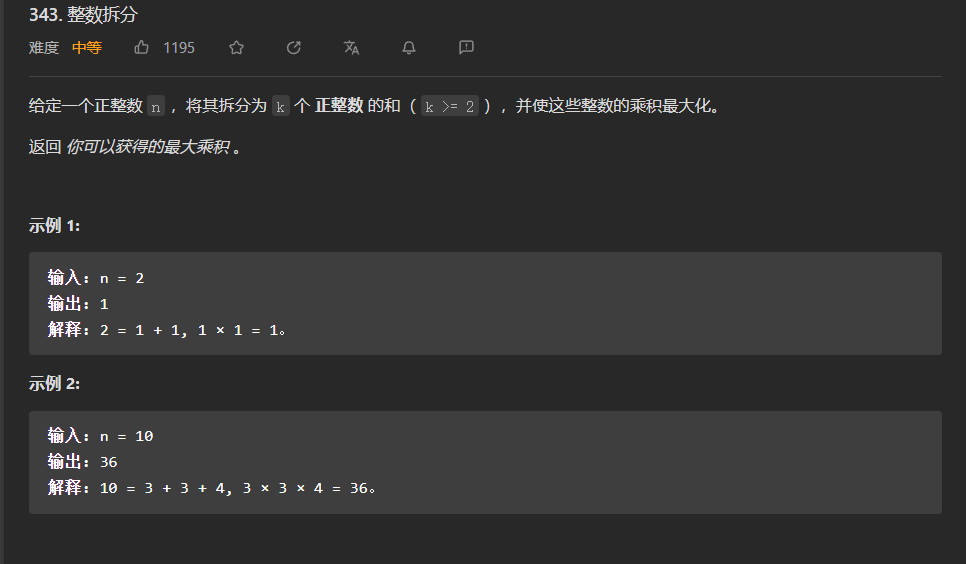 343. 整数拆分
难度 中等 1195
给定一个正整数 n ，将其拆分为 k 个 正整数 的和（ k >= 2 ），并使这些整数的乘积最大化。
返回 你可以获得的最大乘积 。
示例 1:
输入：n = 2
输出：1
解释：2 = 1 + 1, 1 × 1 = 1。
示例 2:
输入：n = 10
输出：36
解释：10 = 3 + 3 + 4, 3 × 3 × 4 = 36。